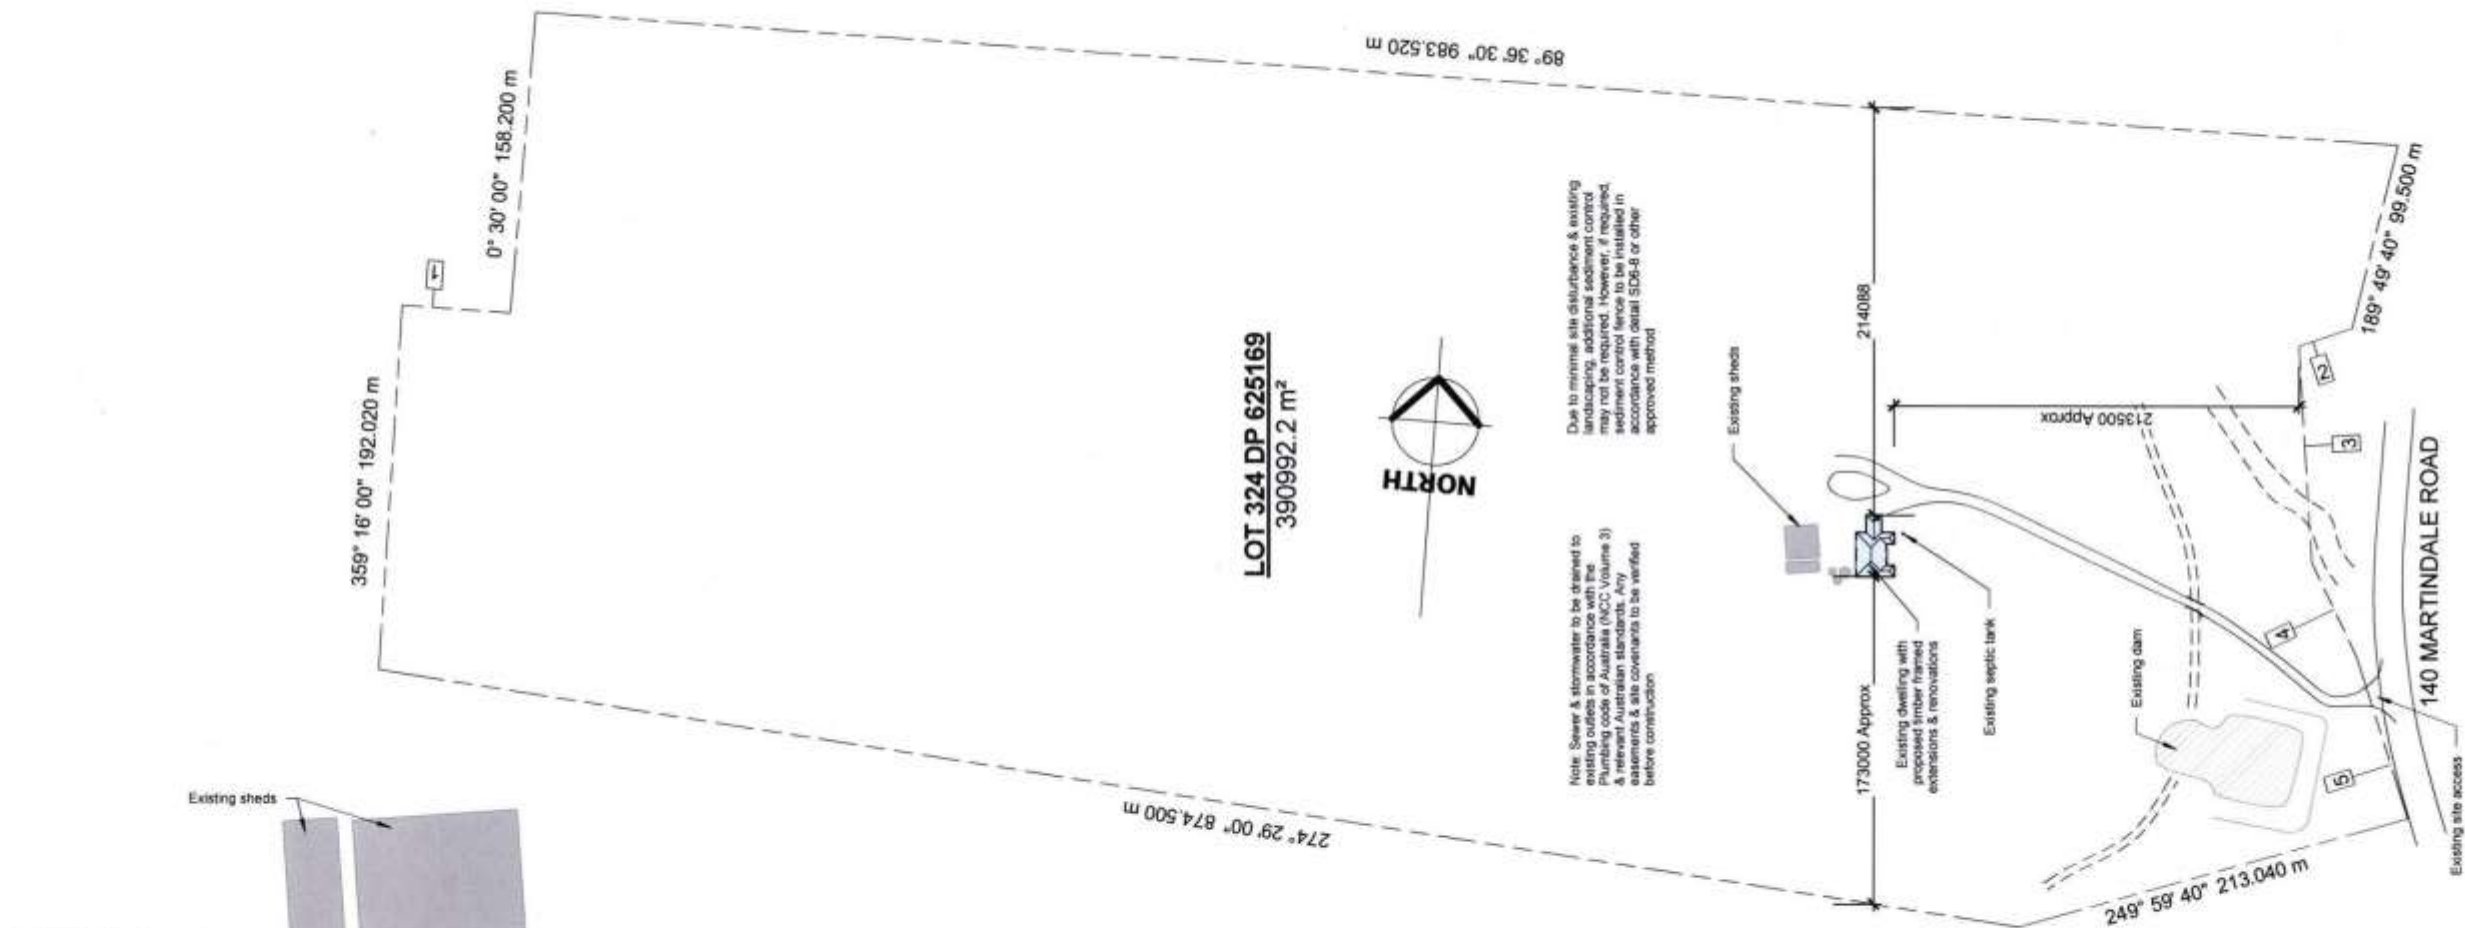 89° 36' 30" 983.520 m
0° 30' 00" 158.200 m
1
359° 16' 00" 192.020 m
LOT 324 DP 625169
390992.2 m²
NORTH
Due to minimal site disturbance & existing
landscaping, additional sediment control
may not be required. However, if required,
sediment control fence to be installed in
accordance with detail SD6-8 or other
approved method
Note: Sewer & stormwater to be drained to
existing outlets in accordance with the
Plumbing code of Australia (NCC Volume 3)
& relevant Australian standards. Any
easements & site covenants to be verified
before construction
Existing sheds
214088
213500 Approx
189° 49' 40" 99.500 m
2
3
4
5
140 MARTINDALE ROAD
173000 Approx
Existing dwelling with
proposed timber framed
extensions & renovations
Existing septic tank
Existing dam
Existing site access
249° 59' 40" 213.040 m
274° 29' 00" 874.500 m
Existing sheds